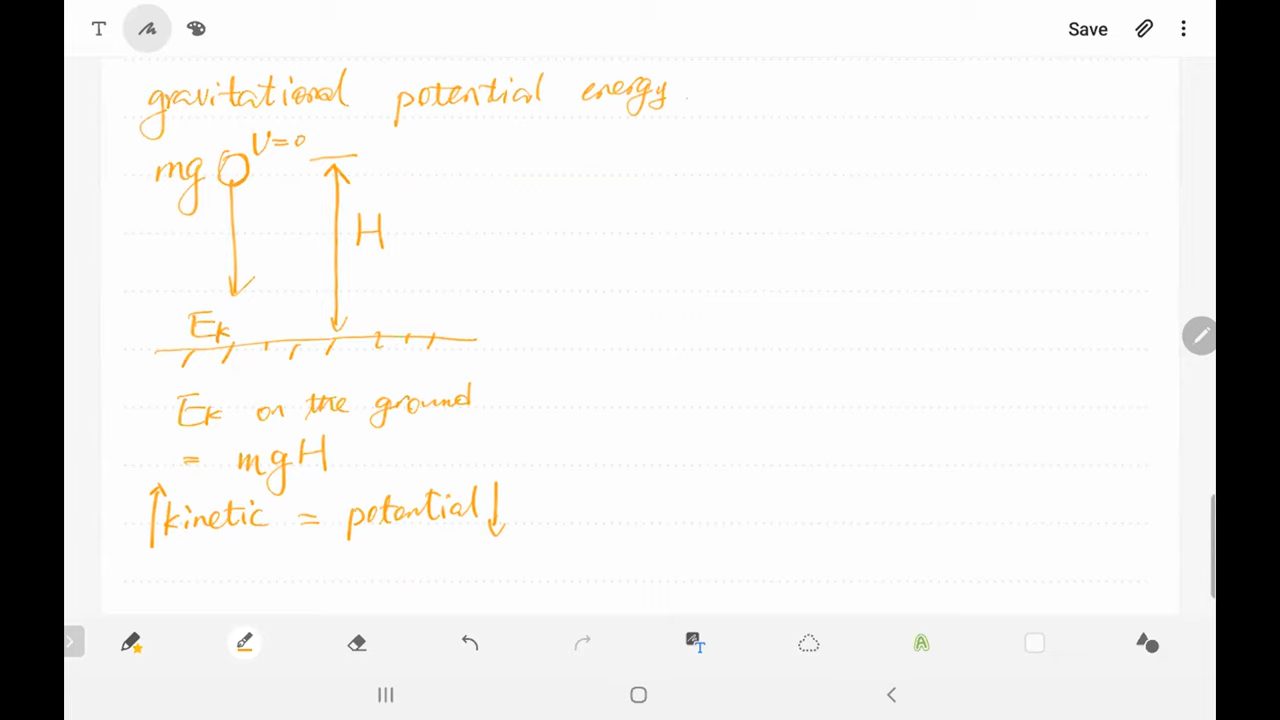 T
Save
gravitational potential energy
V=0
mg
H
Ek
Ek on the ground
= mgH
↑kinetic = potential↓
T
A